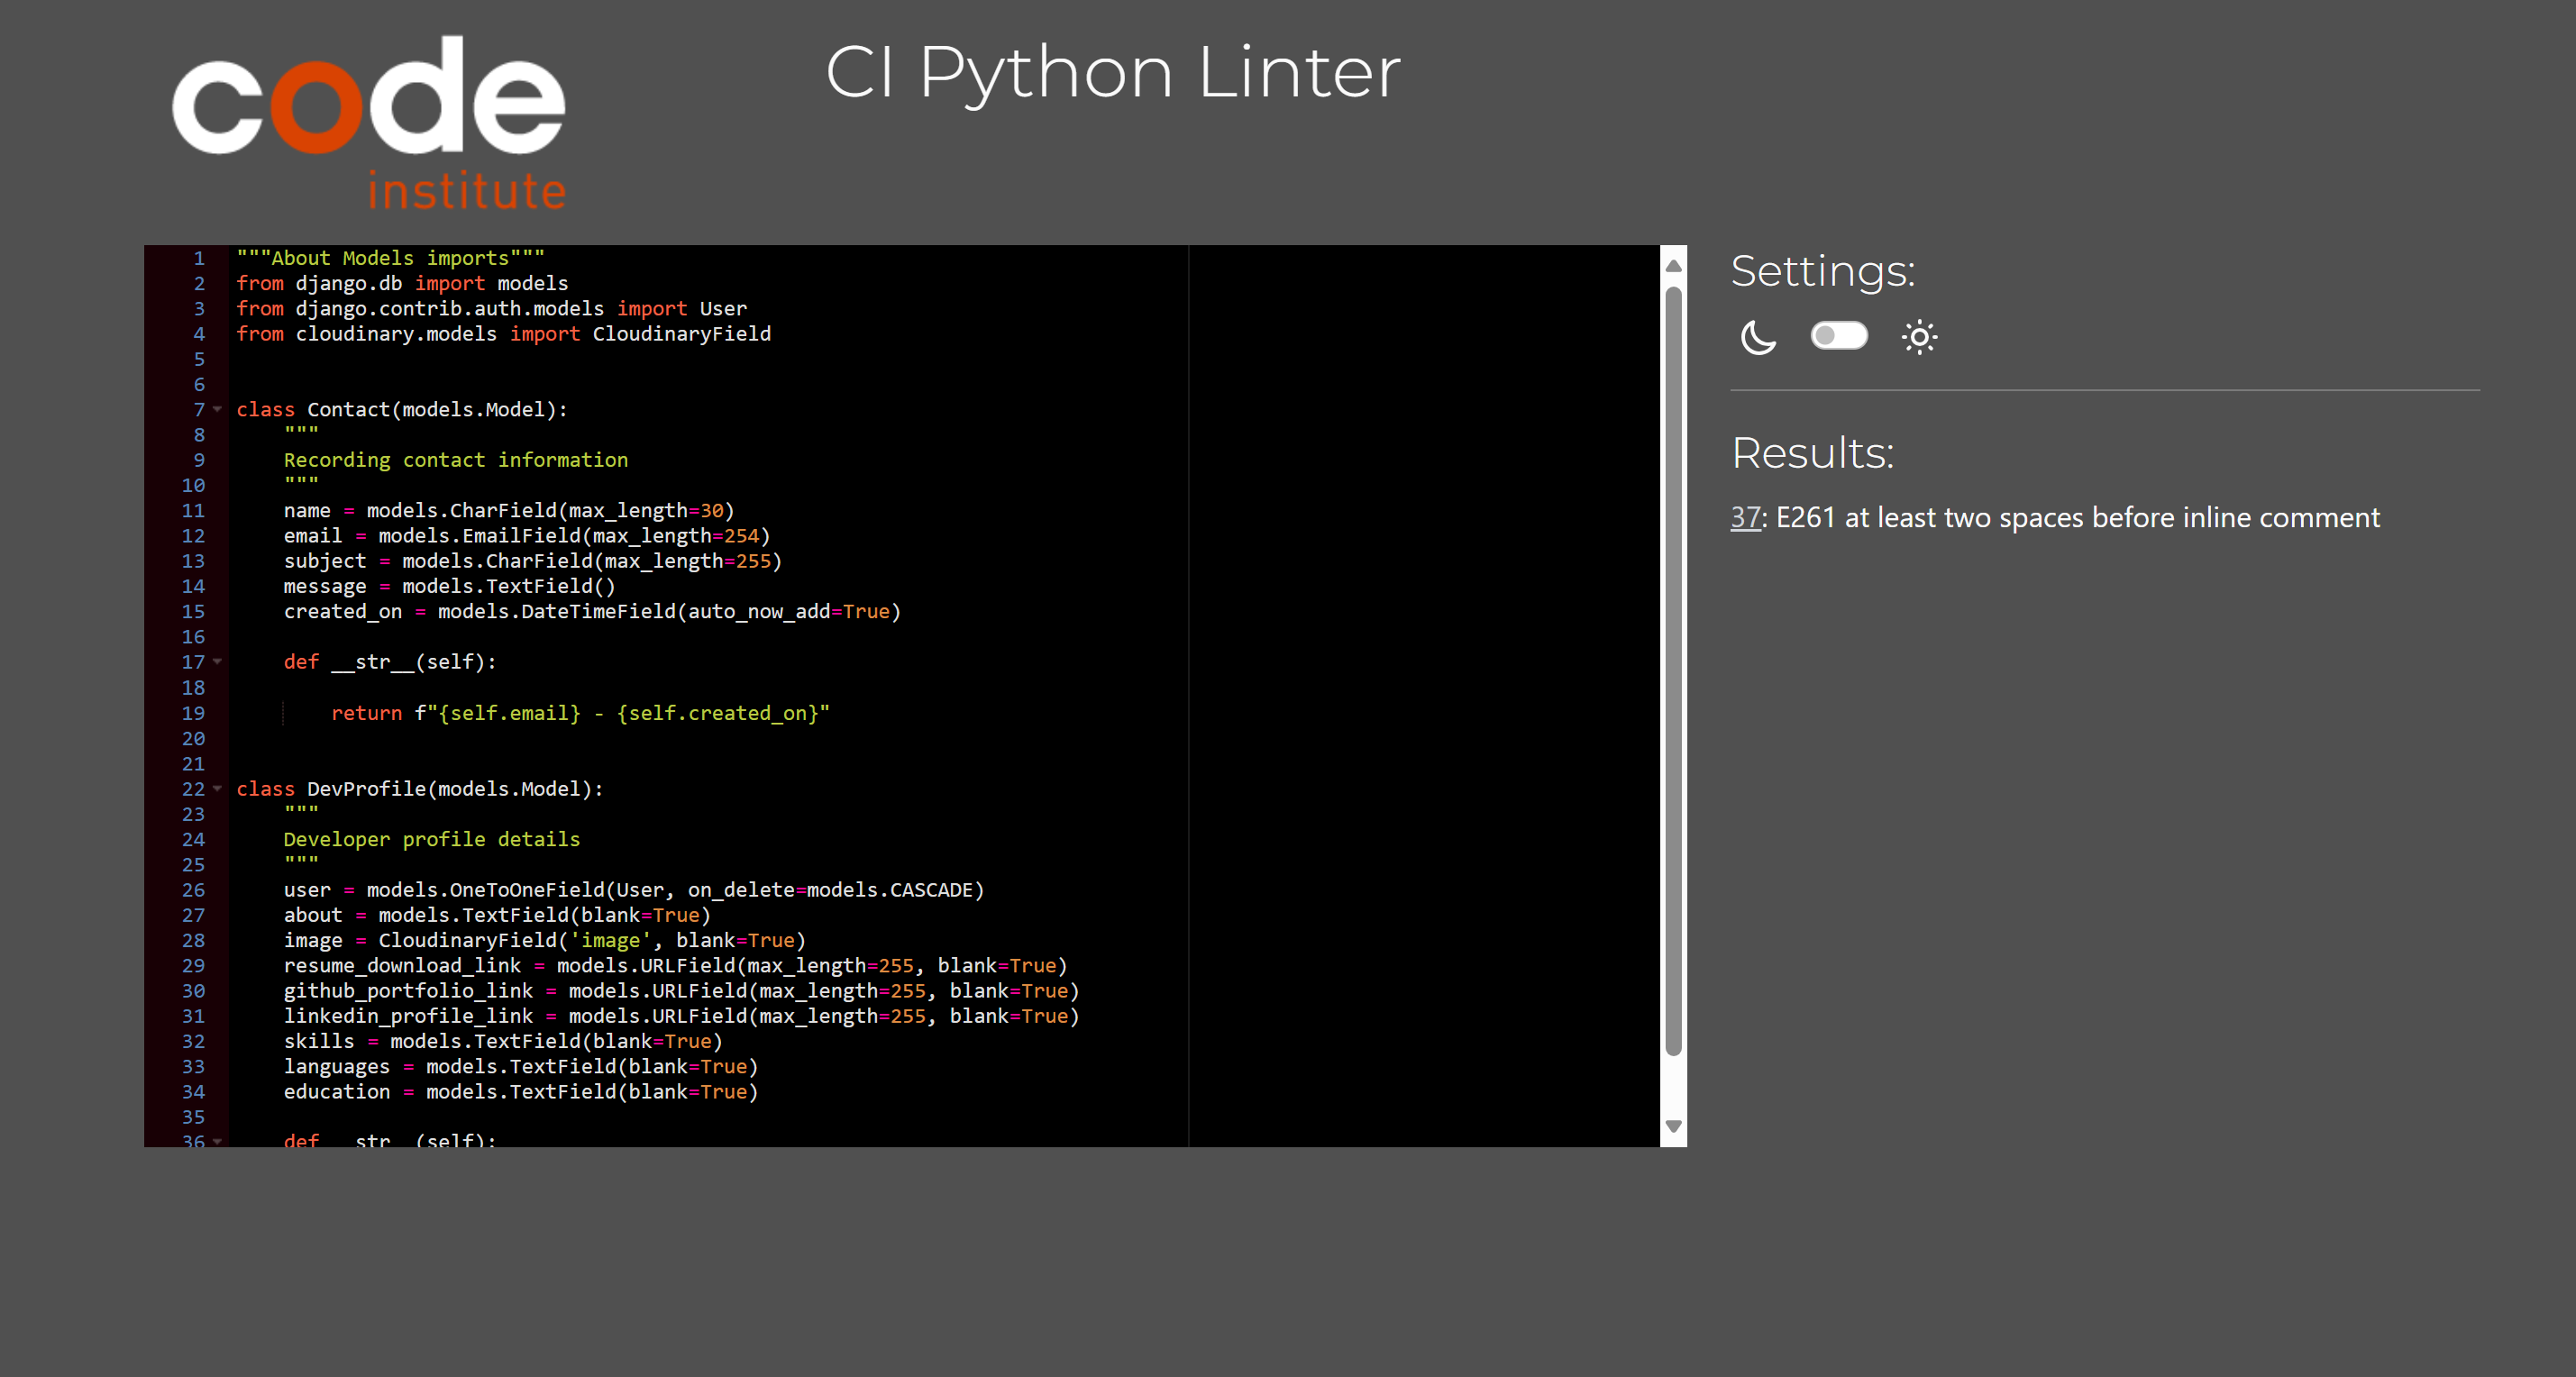 code
institute
CI Python Linter
1 """About Models imports"""
2 from django.db import models
3 from django.contrib.auth.models import User
4 from cloudinary.models import CloudinaryField
5
6
7 class Contact(models.Model):
8     """
9     Recording contact information
10     """
11     name = models.CharField(max_length=30)
12     email = models.EmailField(max_length=254)
13     subject = models.CharField(max_length=255)
14     message = models.TextField()
15     created_on = models.DateTimeField(auto_now_add=True)
16
17     def __str__(self):
18
19         return f"{self.email} - {self.created_on}"
20
21
22 class DevProfile(models.Model):
23     """
24     Developer profile details
25     """
26     user = models.OneToOneField(User, on_delete=models.CASCADE)
27     about = models.TextField(blank=True)
28     image = CloudinaryField('image', blank=True)
29     resume_download_link = models.URLField(max_length=255, blank=True)
30     github_portfolio_link = models.URLField(max_length=255, blank=True)
31     linkedin_profile_link = models.URLField(max_length=255, blank=True)
32     skills = models.TextField(blank=True)
33     languages = models.TextField(blank=True)
34     education = models.TextField(blank=True)
35
36     def __str__(self):
Settings:
Results:
37: E261 at least two spaces before inline comment